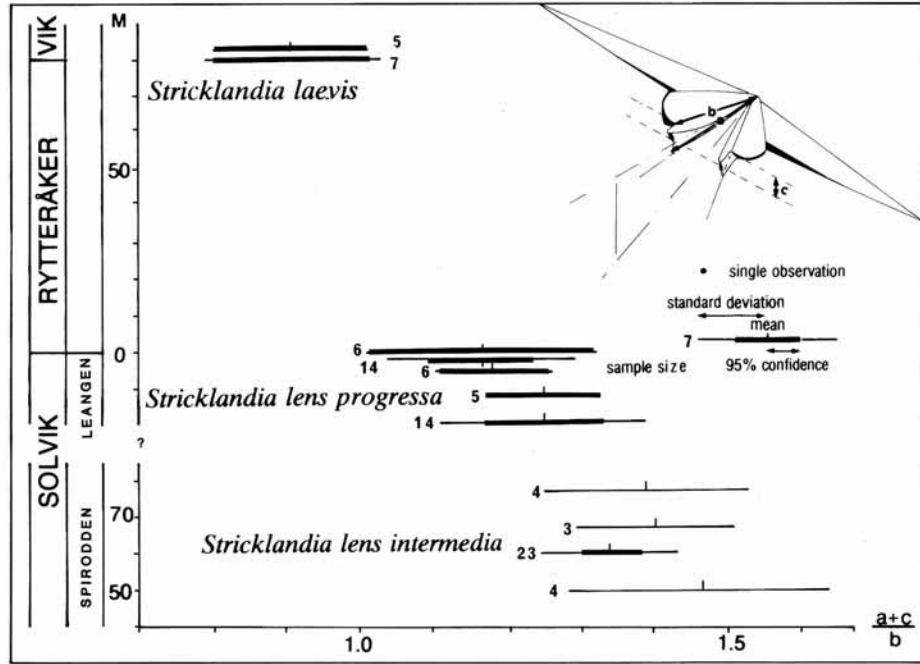 VIK
RYTTERÅKER
SOLVIK
LEANGEN
SPIRODDEN
M
50
0
?
70
50
5
7
Stricklandia laevis
b
c
single observation
standard deviation
mean
7
95% confidence
sample size
6
14
6
Stricklandia lens progressa
5
14
4
3
Stricklandia lens intermedia
23
4
1.0
1.5
a+c
b